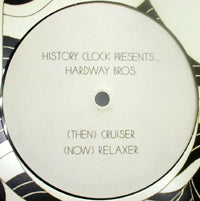 HISTORY CLOCK PRESENTS...
HARDWAY BROS.
(THEN) CRUISER
(NOW) RELAXER